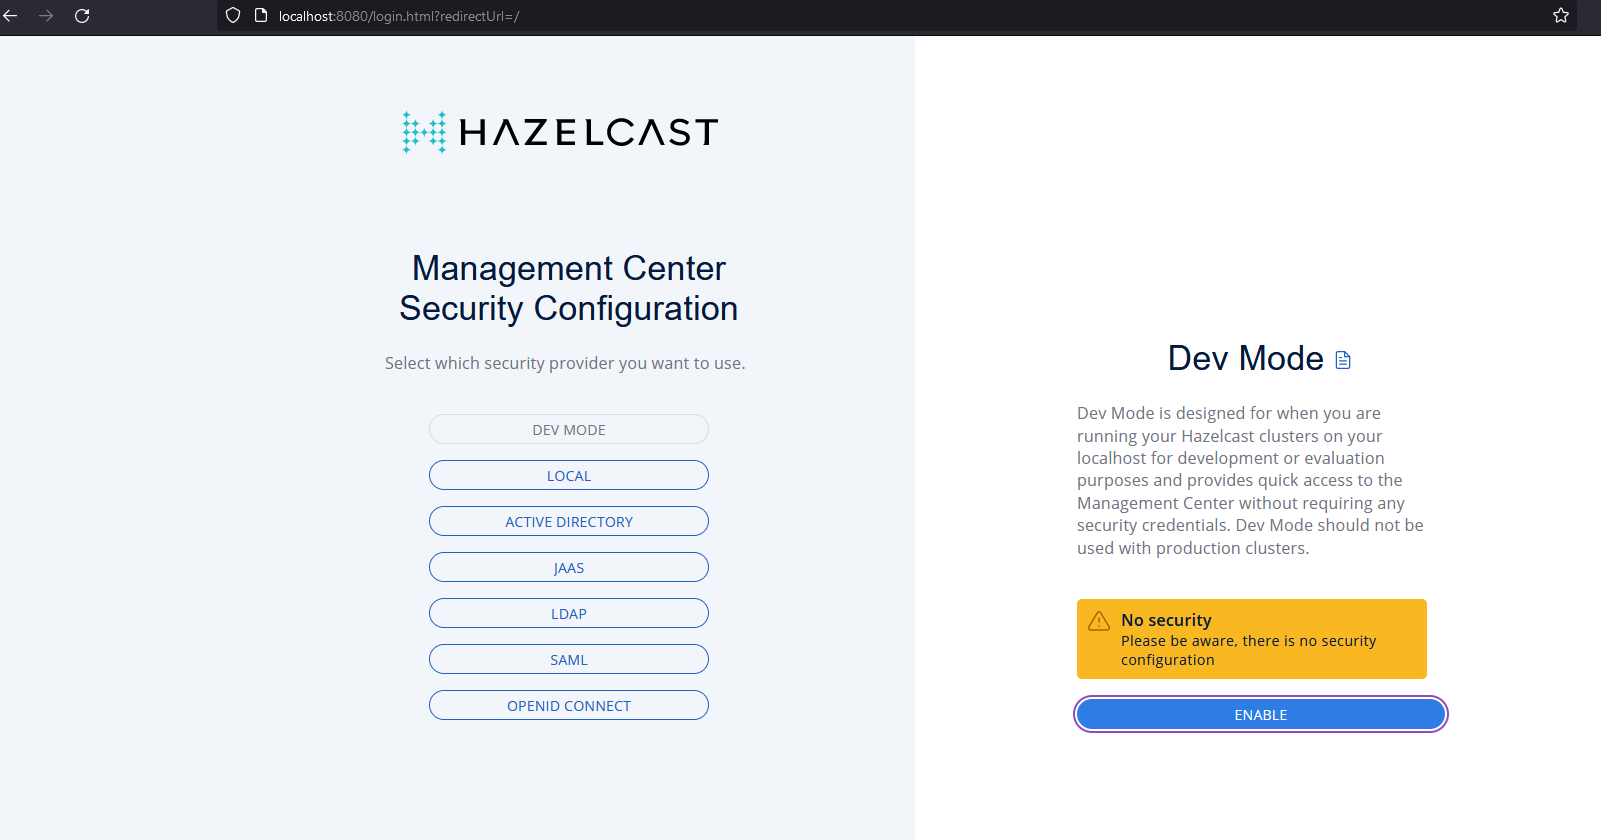 localhost:8080/login.html?redirectUrl=/
HAZELCAST
Management Center
Security Configuration
Select which security provider you want to use.
DEV MODE
LOCAL
ACTIVE DIRECTORY
JAAS
LDAP
SAML
OPENID CONNECT
Dev Mode
Dev Mode is designed for when you are
running your Hazelcast clusters on your
localhost for development or evaluation
purposes and provides quick access to the
Management Center without requiring any
security credentials. Dev Mode should not be
used with production clusters.
No security
Please be aware, there is no security
configuration
ENABLE